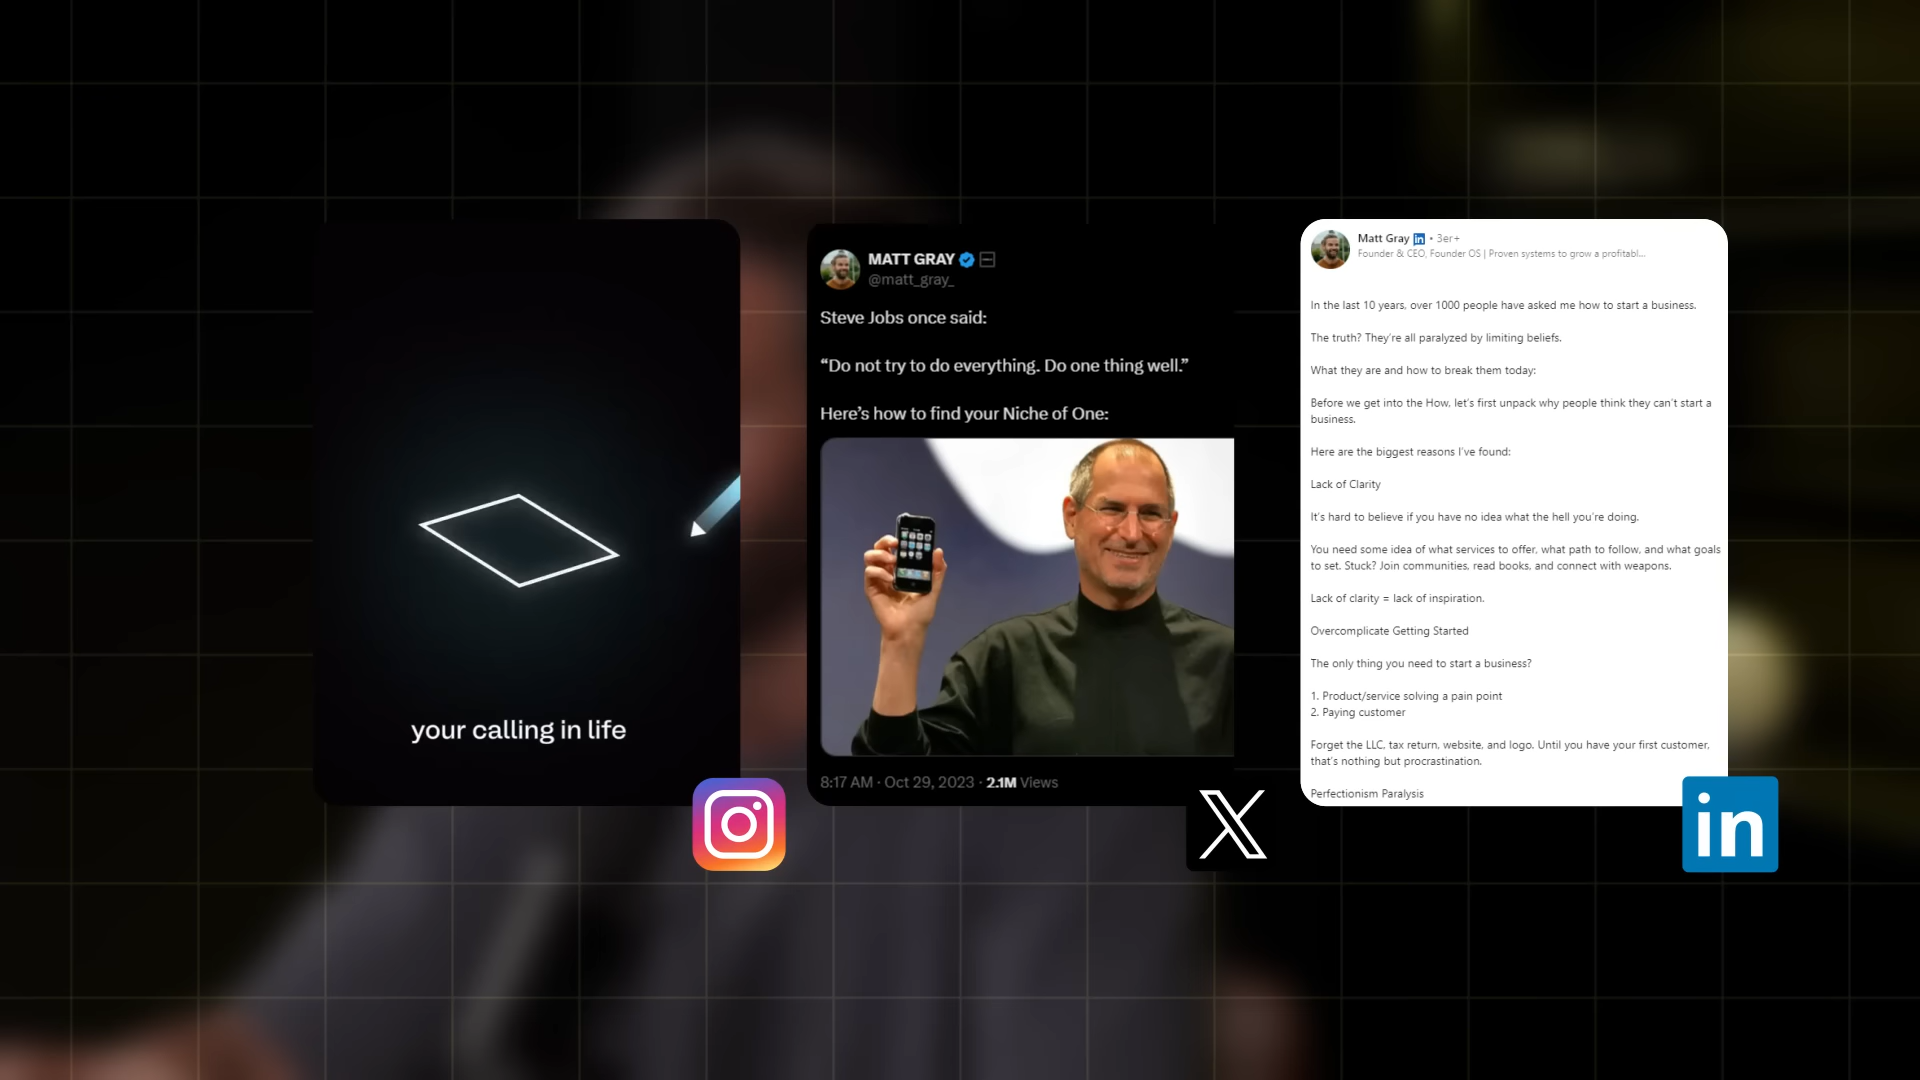 your calling in life
MATT GRAY
@matt_gray_
Steve Jobs once said:
“Do not try to do everything. Do one thing well.”
Here’s how to find your Niche of One:
8:17 AM · Oct 29, 2023 · 2.1M Views
X
Matt Gray in • 3er+
Founder & CEO, Founder OS | Proven systems to grow a profitabl...
In the last 10 years, over 1000 people have asked me how to start a business.
The truth? They’re all paralyzed by limiting beliefs.
What they are and how to break them today:
Before we get into the How, let’s first unpack why people think they can’t start a
business.
Here are the biggest reasons I’ve found:
Lack of Clarity
It’s hard to believe if you have no idea what the hell you’re doing.
You need some idea of what services to offer, what path to follow, and what goals
to set. Stuck? Join communities, read books, and connect with weapons.
Lack of clarity = lack of inspiration.
Overcomplicate Getting Started
The only thing you need to start a business?
1. Product/service solving a pain point
2. Paying customer
Forget the LLC, tax return, website, and logo. Until you have your first customer,
that’s nothing but procrastination.
Perfectionism Paralysis
in